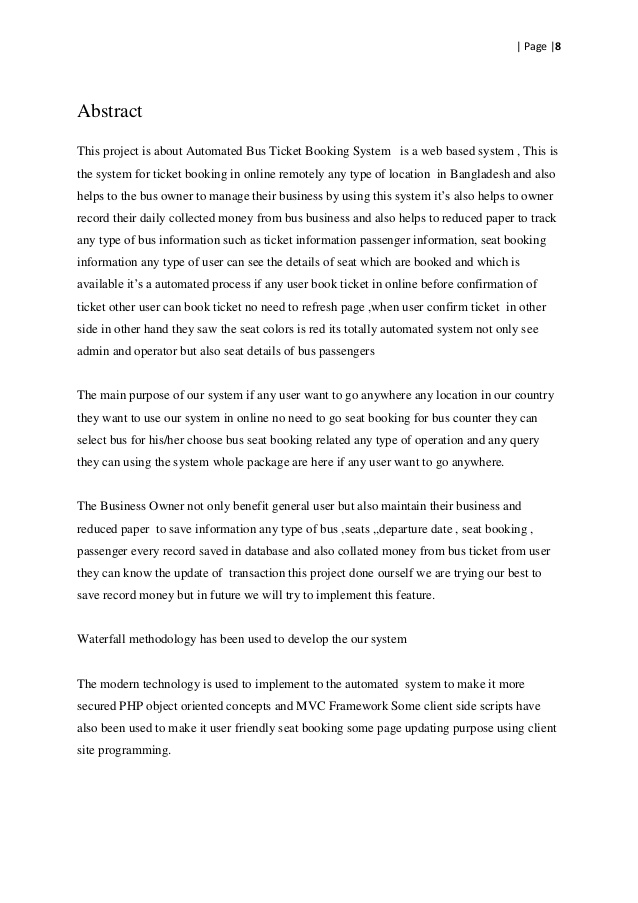 | Page |8
Abstract
This project is about Automated Bus Ticket Booking System is a web based system , This is
the system for ticket booking in online remotely any type of location in Bangladesh and also
helps to the bus owner to manage their business by using this system it’s also helps to owner
record their daily collected money from bus business and also helps to reduced paper to track
any type of bus information such as ticket information passenger information, seat booking
information any type of user can see the details of seat which are booked and which is
available it’s a automated process if any user book ticket in online before confirmation of
ticket other user can book ticket no need to refresh page ,when user confirm ticket in other
side in other hand they saw the seat colors is red its totally automated system not only see
admin and operator but also seat details of bus passengers
The main purpose of our system if any user want to go anywhere any location in our country
they want to use our system in online no need to go seat booking for bus counter they can
select bus for his/her choose bus seat booking related any type of operation and any query
they can using the system whole package are here if any user want to go anywhere.
The Business Owner not only benefit general user but also maintain their business and
reduced paper to save information any type of bus ,seats ,,departure date , seat booking ,
passenger every record saved in database and also collated money from bus ticket from user
they can know the update of transaction this project done ourself we are trying our best to
save record money but in future we will try to implement this feature.
Waterfall methodology has been used to develop the our system
The modern technology is used to implement to the automated system to make it more
secured PHP object oriented concepts and MVC Framework Some client side scripts have
also been used to make it user friendly seat booking some page updating purpose using client
site programming.